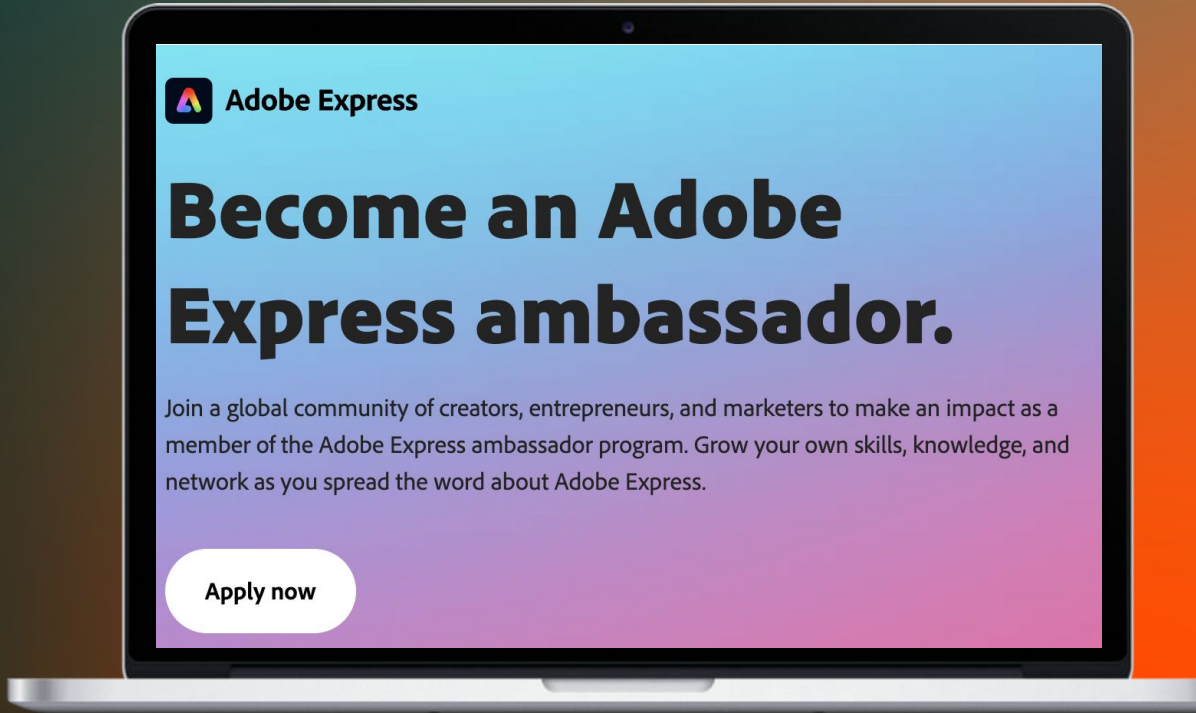 Adobe Express
Become an Adobe
Express ambassador.
Join a global community of creators, entrepreneurs, and marketers to make an impact as a
member of the Adobe Express ambassador program. Grow your own skills, knowledge, and
network as you spread the word about Adobe Express.
Apply now